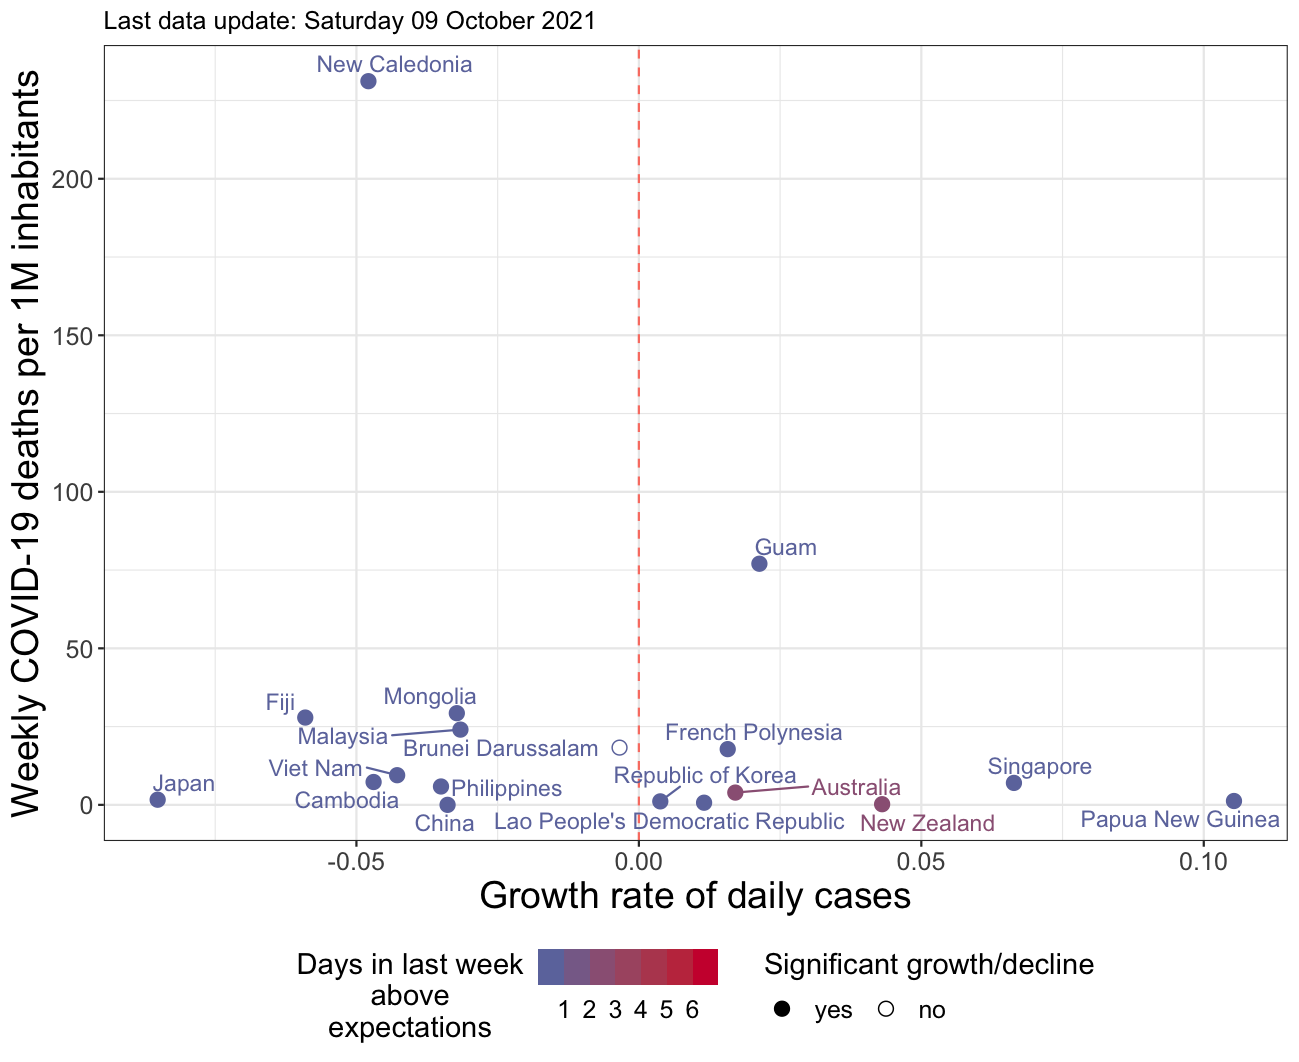 Last data update: Saturday 09 October 2021
Weekly COVID-19 deaths per 1M inhabitants
200
150
100
50
0
New Caledonia
Guam
Fiji
Mongolia
Malaysia
Brunei Darussalam
French Polynesia
Viet Nam
Republic of Korea
Singapore
Japan
Philippines
Australia
Cambodia
China
Lao People's Democratic Republic
New Zealand
Papua New Guinea
-0.05
0.00
0.05
0.10
Growth rate of daily cases
Days in last week
above
expectations
1 2 3 4 5 6
Significant growth/decline
yes no